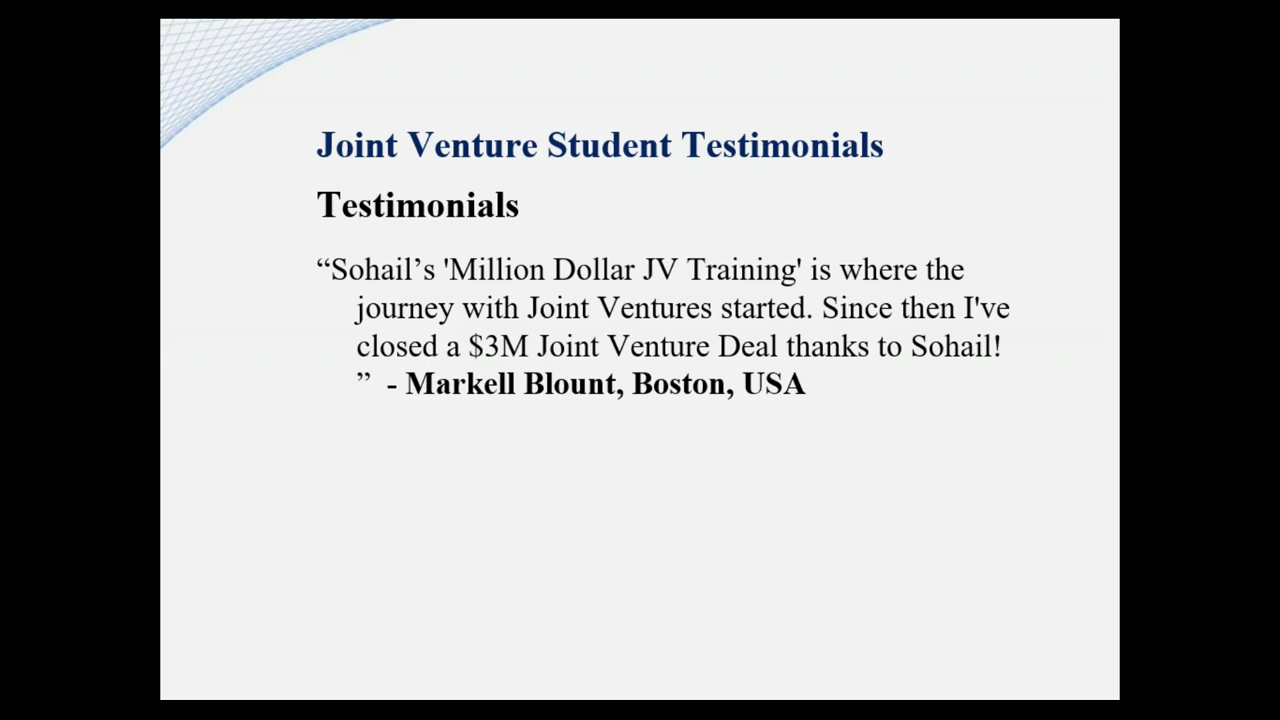 Joint Venture Student Testimonials
Testimonials
“Sohail’s 'Million Dollar JV Training' is where the
journey with Joint Ventures started. Since then I've
closed a $3M Joint Venture Deal thanks to Sohail!
” - Markell Blount, Boston, USA